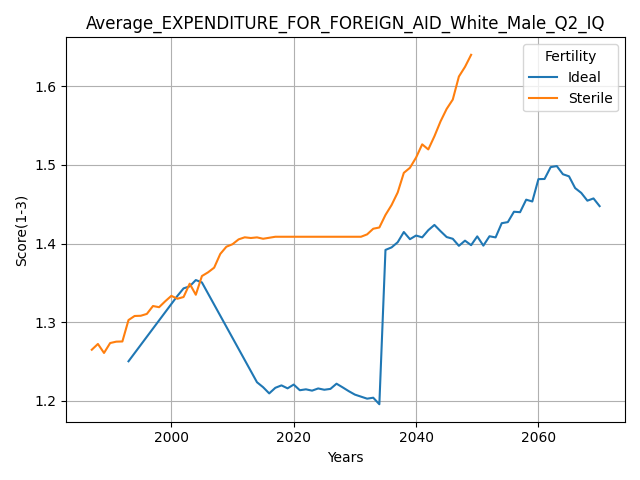 Average_EXPENDITURE_FOR_FOREIGN_AID_White_Male_Q2_IQ
Fertility
Ideal
Sterile
Score(1-3)
1.6
1.5
1.4
1.3
1.2
2000
2020
2040
2060
Years